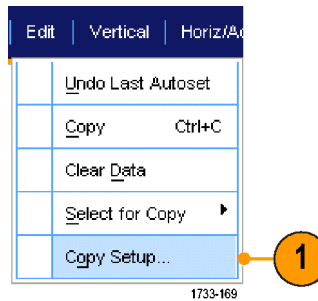 Edit Vertical Horiz/Ac
Undo Last Autoset
Copy Ctrl+C
Clear Data
Select for Copy
Copy Setup...
1
1733-169